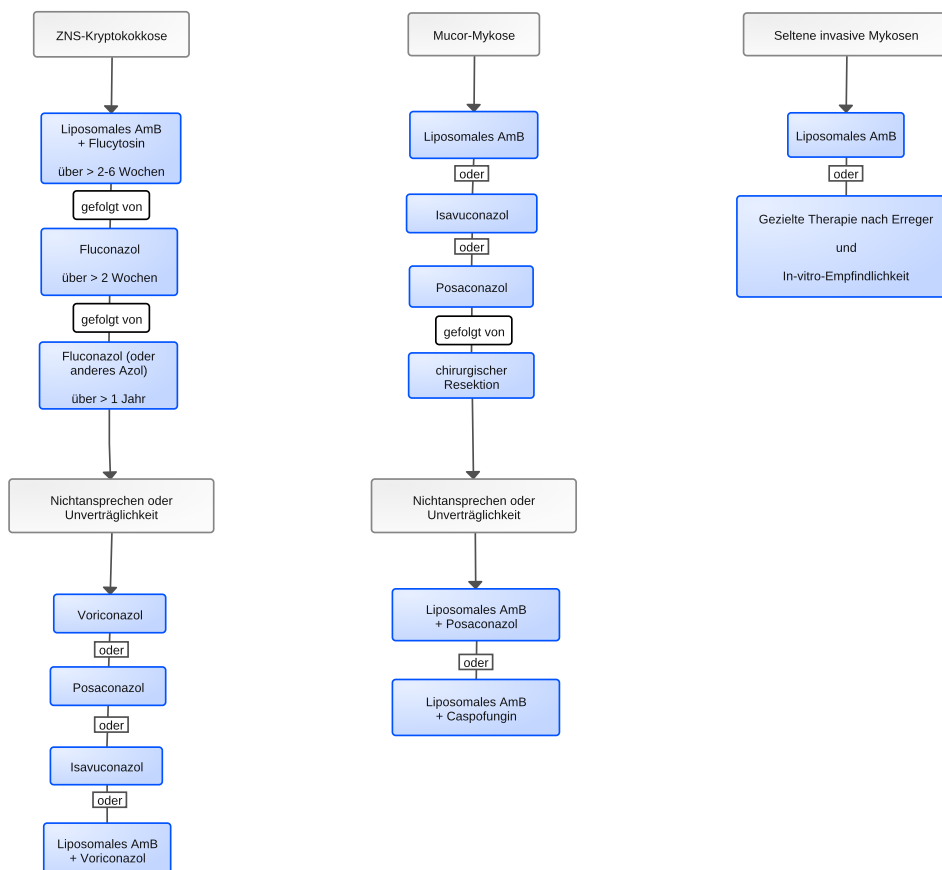 ZNS-Kryptokokkose
Liposomales AmB
+ Flucytosin
über > 2-6 Wochen
gefolgt von
Fluconazol
über > 2 Wochen
gefolgt von
Fluconazol (oder
anderes Azol)
über > 1 Jahr
Nichtansprechen oder
Unverträglichkeit
Voriconazol
oder
Posaconazol
oder
Isavuconazol
oder
Liposomales AmB
+ Voriconazol
Mucor-Mykose
Liposomales AmB
oder
Isavuconazol
oder
Posaconazol
gefolgt von
chirurgischer
Resektion
Nichtansprechen oder
Unverträglichkeit
Liposomales AmB
+ Posaconazol
oder
Liposomales AmB
+ Caspofungin
Seltene invasive Mykosen
Liposomales AmB
oder
Gezielte Therapie nach Erreger
und
In-vitro-Empfindlichkeit